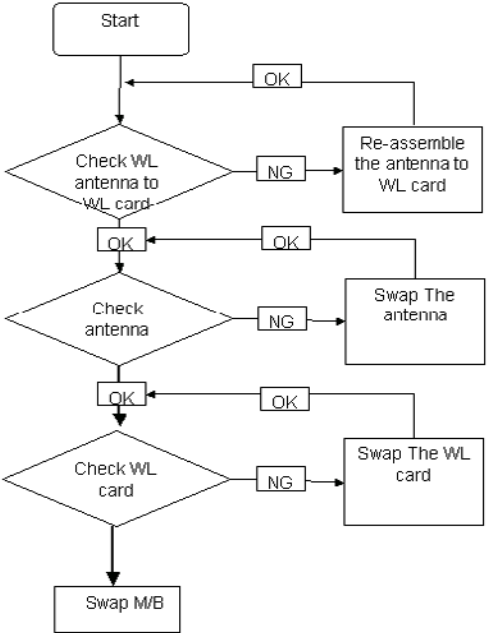 Start
OK
Check WL
antenna to
WL card
NG
Re-assemble
the antenna to
WL card
OK
OK
Check
antenna
NG
Swap The
antenna
OK
OK
Check WL
card
NG
Swap The WL
card
Swap M/B